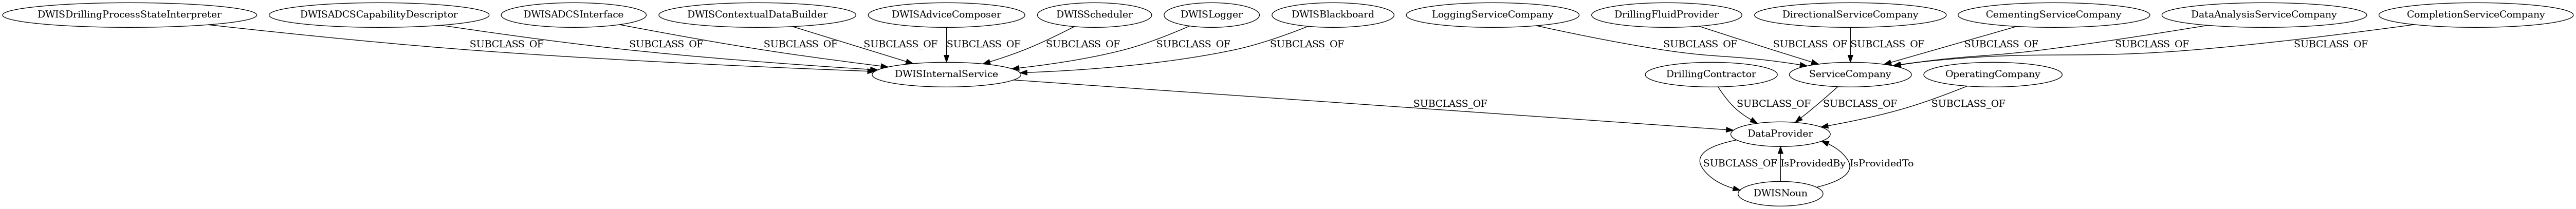 DWISDrillingProcessStateInterpreter
DWISADCSCapabilityDescriptor
DWISADCSInterface
DWISContextualDataBuilder
DWISAdviceComposer
DWISScheduler
DWISLogger
DWISBlackboard
LoggingServiceCompany
DrillingFluidProvider
DirectionalServiceCompany
CementingServiceCompany
DataAnalysisServiceCompany
CompletionServiceCompany
SUBCLASS_OF
SUBCLASS_OF
SUBCLASS_OF
SUBCLASS_OF
SUBCLASS_OF
SUBCLASS_OF
SUBCLASS_OF
SUBCLASS_OF
SUBCLASS_OF
SUBCLASS_OF
SUBCLASS_OF
SUBCLASS_OF
SUBCLASS_OF
SUBCLASS_OF
DWISInternalService
DrillingContractor
ServiceCompany
OperatingCompany
SUBCLASS_OF
SUBCLASS_OF
SUBCLASS_OF
SUBCLASS_OF
DataProvider
SUBCLASS_OF
IsProvidedBy
IsProvidedTo
DWISNoun